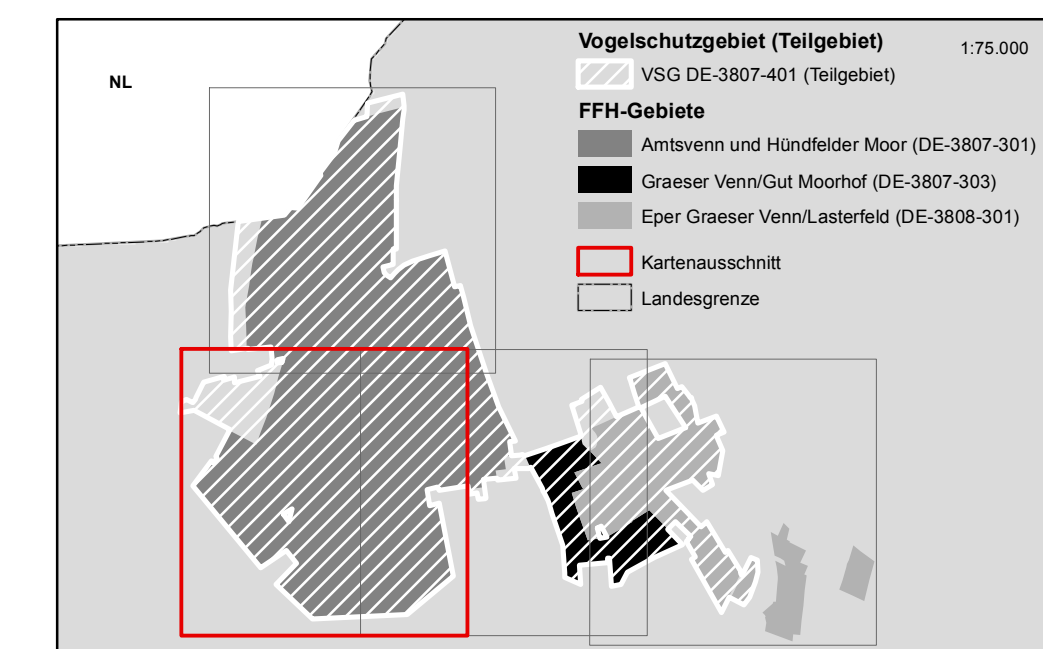 NL
Vogelschutzgebiet (Teilgebiet) 1:75.000
VSG DE-3807-401 (Teilgebiet)
FFH-Gebiete
Amtsvenn und Hündfelder Moor (DE-3807-301)
Graeser Venn/Gut Moorhof (DE-3807-303)
Eper Graeser Venn/Lasterfeld (DE-3808-301)
Kartenausschnitt
Landesgrenze